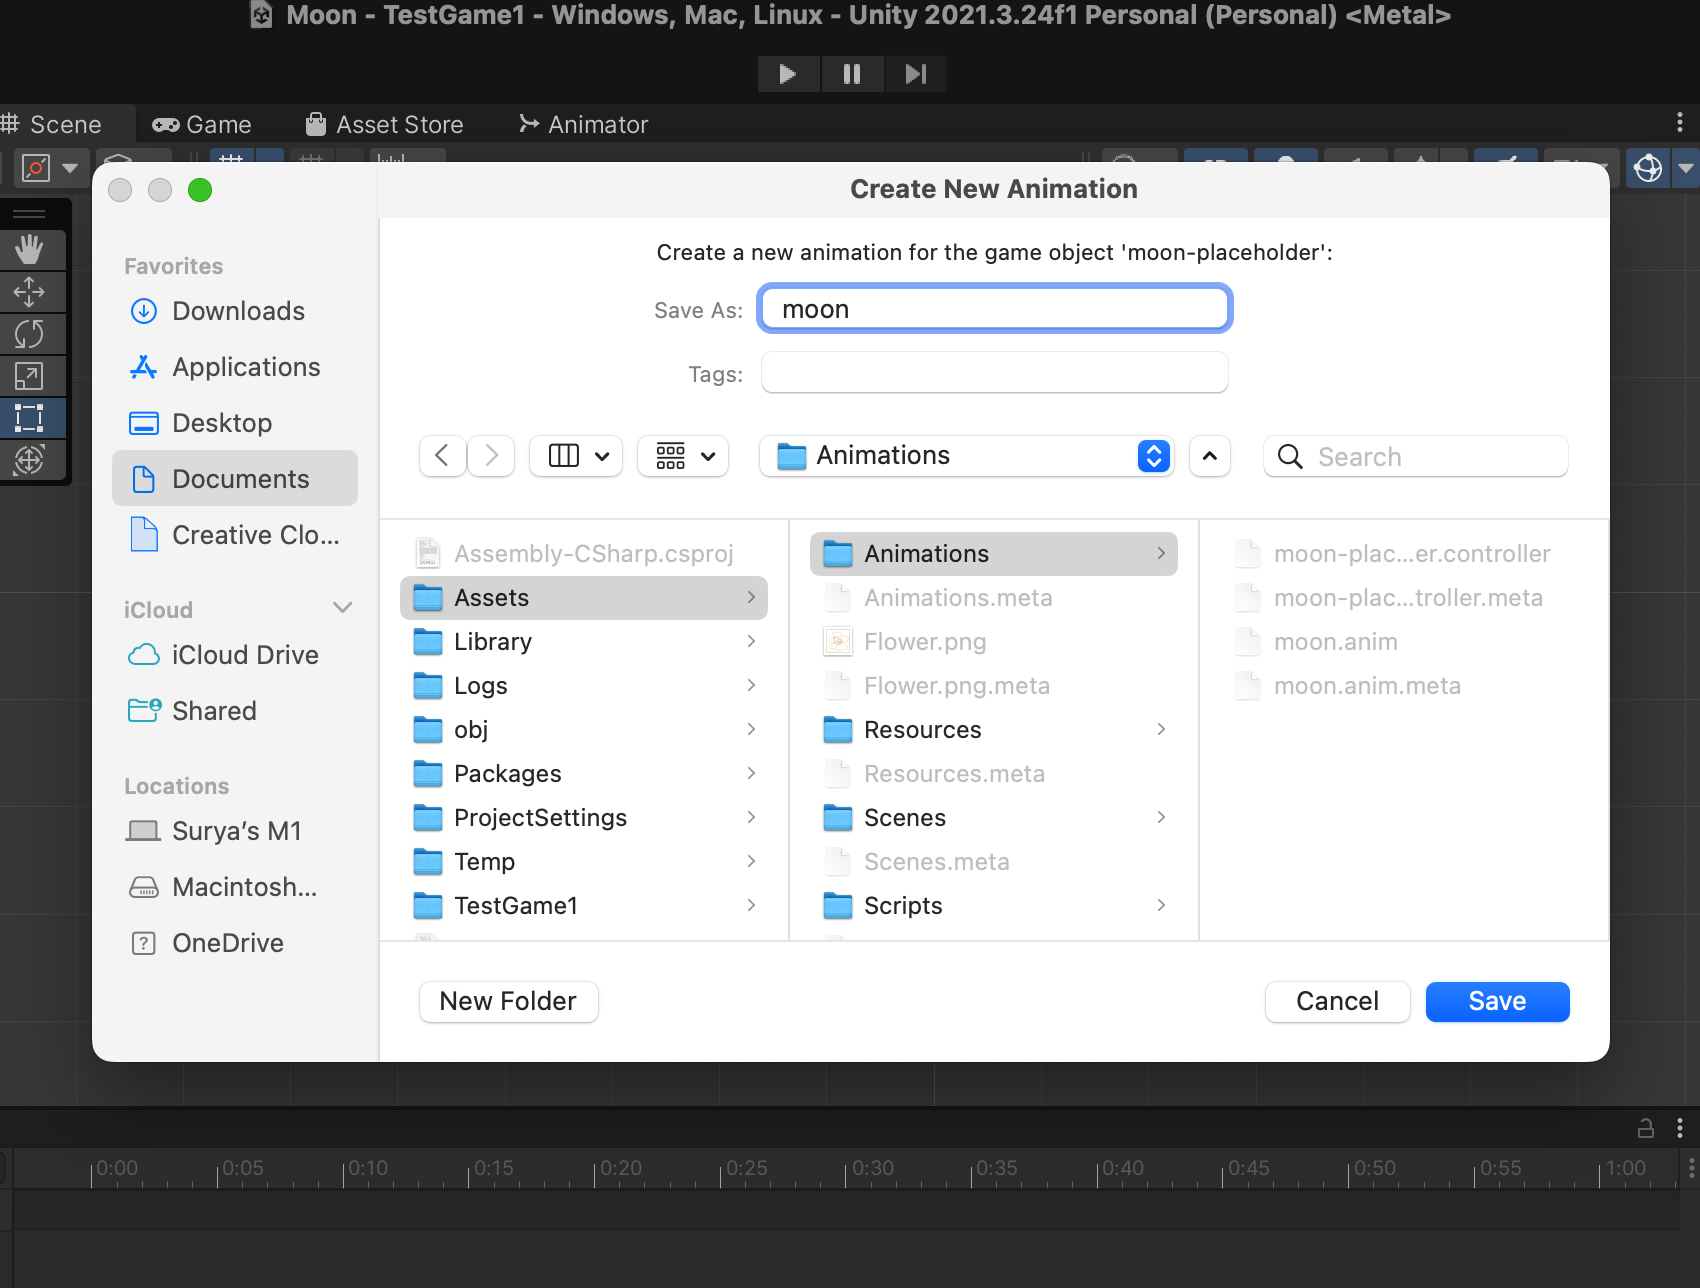 Moon - TestGame1 - Windows, Mac, Linux - Unity 2021.3.24f1 Personal (Personal) <Metal>
Scene
Game
Asset Store
Animator
Create New Animation
Create a new animation for the game object 'moon-placeholder':
Save As:
moon
Tags:
Favorites
Downloads
Applications
Desktop
Documents
Creative Clo...
iCloud
iCloud Drive
Shared
Locations
Surya’s M1
Macintosh...
OneDrive
Animations
Search
Assembly-CSharp.csproj
Assets
Library
Logs
obj
Packages
ProjectSettings
Temp
TestGame1
Animations
Animations.meta
Flower.png
Flower.png.meta
Resources
Resources.meta
Scenes
Scenes.meta
Scripts
moon-plac...er.controller
moon-plac...troller.meta
moon.anim
moon.anim.meta
New Folder
Cancel
Save
0:00
0:05
0:10
0:15
0:20
0:25
0:30
0:35
0:40
0:45
0:50
0:55
1:00